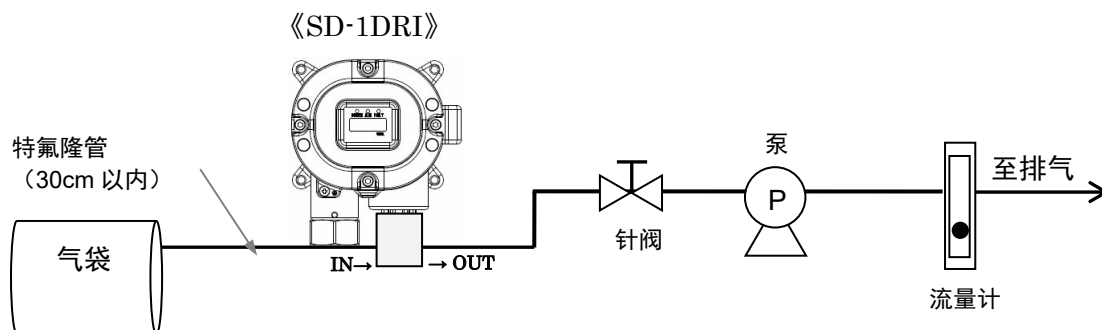 《SD-1DRI》
特氟隆管
（30cm 以内）
气袋
IN→
→ OUT
针阀
泵
P
流量计
至排气